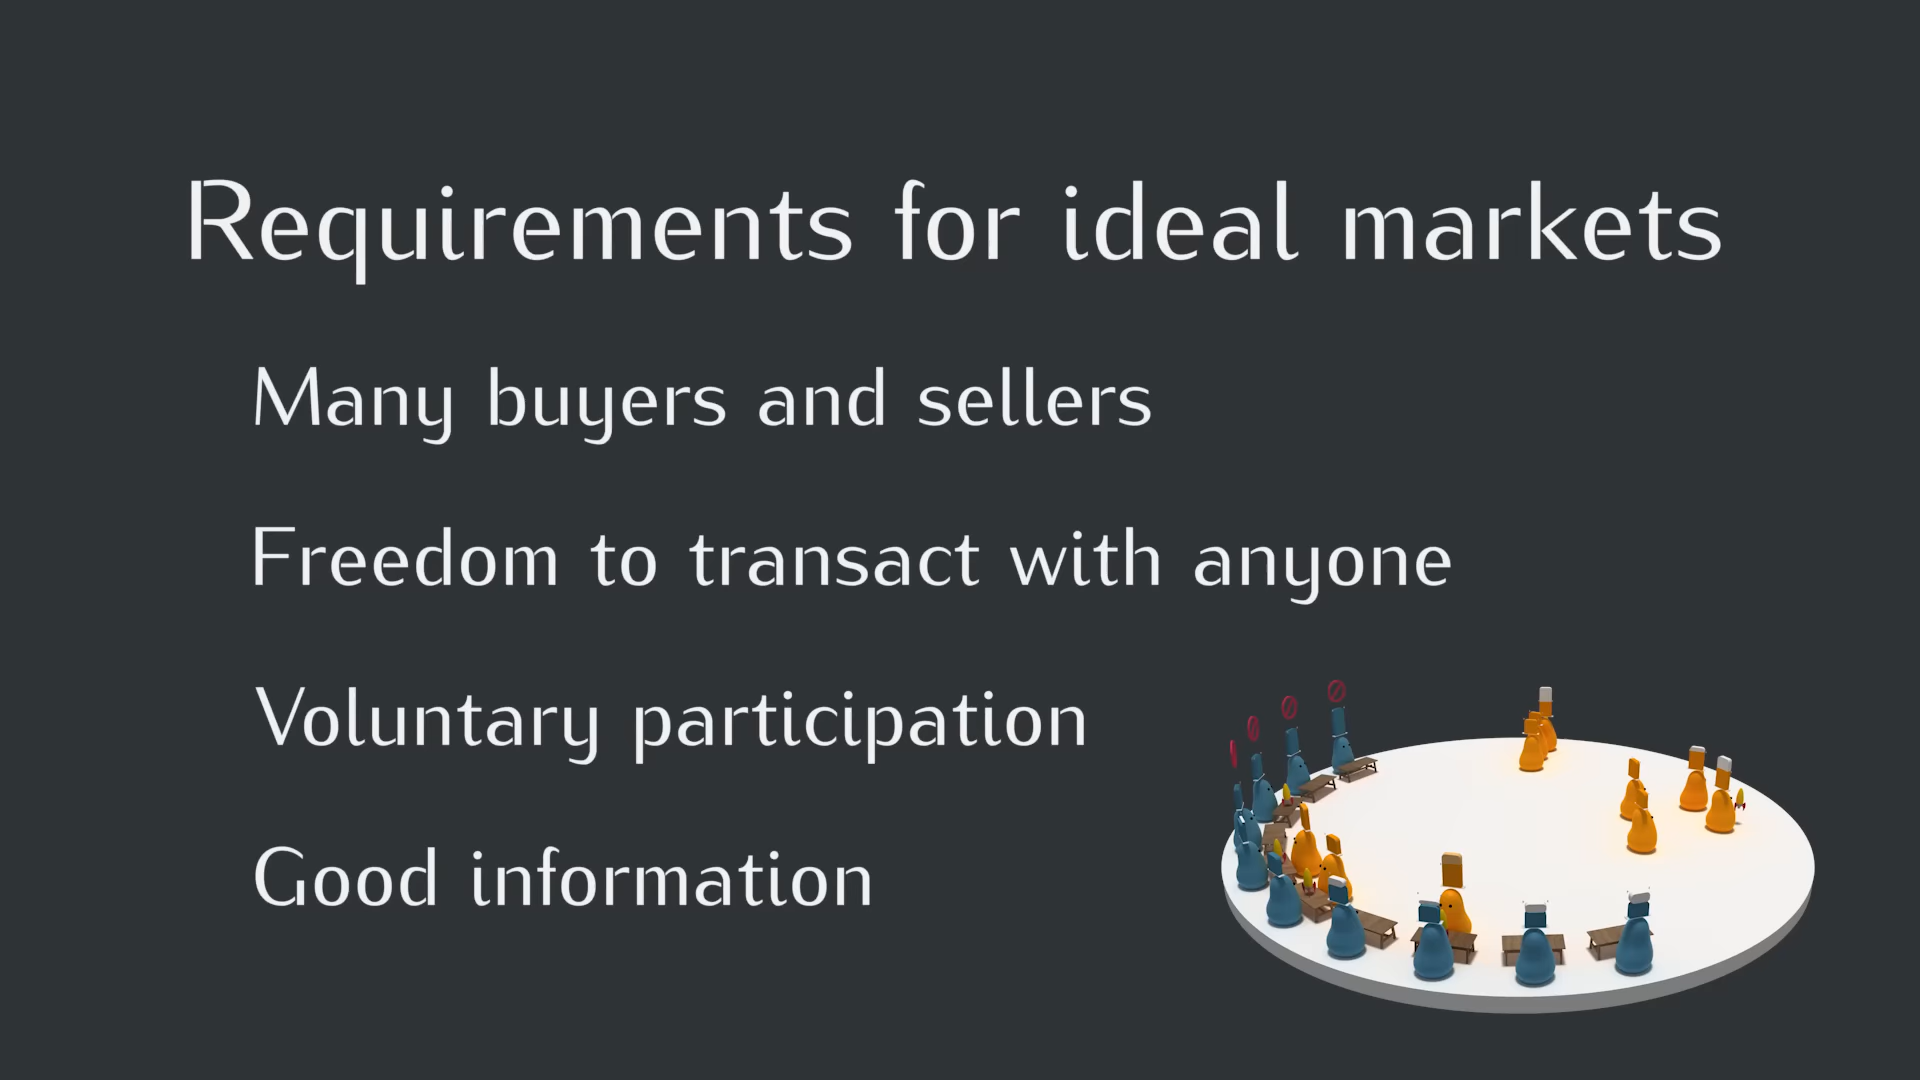 Requirements for ideal markets
Many buyers and sellers
Freedom to transact with anyone
Voluntary participation
Good information